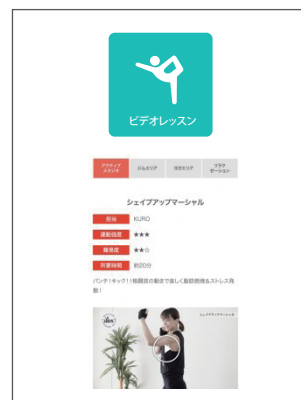 ビデオレッスン
アクティブ
スタジオ
ジムエリア
ヨガエリア
リラク
ゼーション
シェイプアップマーシャル
担当
KURO
運動強度
★★★
難易度
★★☆
所要時間
約20分
パンチ！キック！！格闘技の動きで楽しく脂肪燃焼&ストレス発
散！
シェイプアップマーシャル